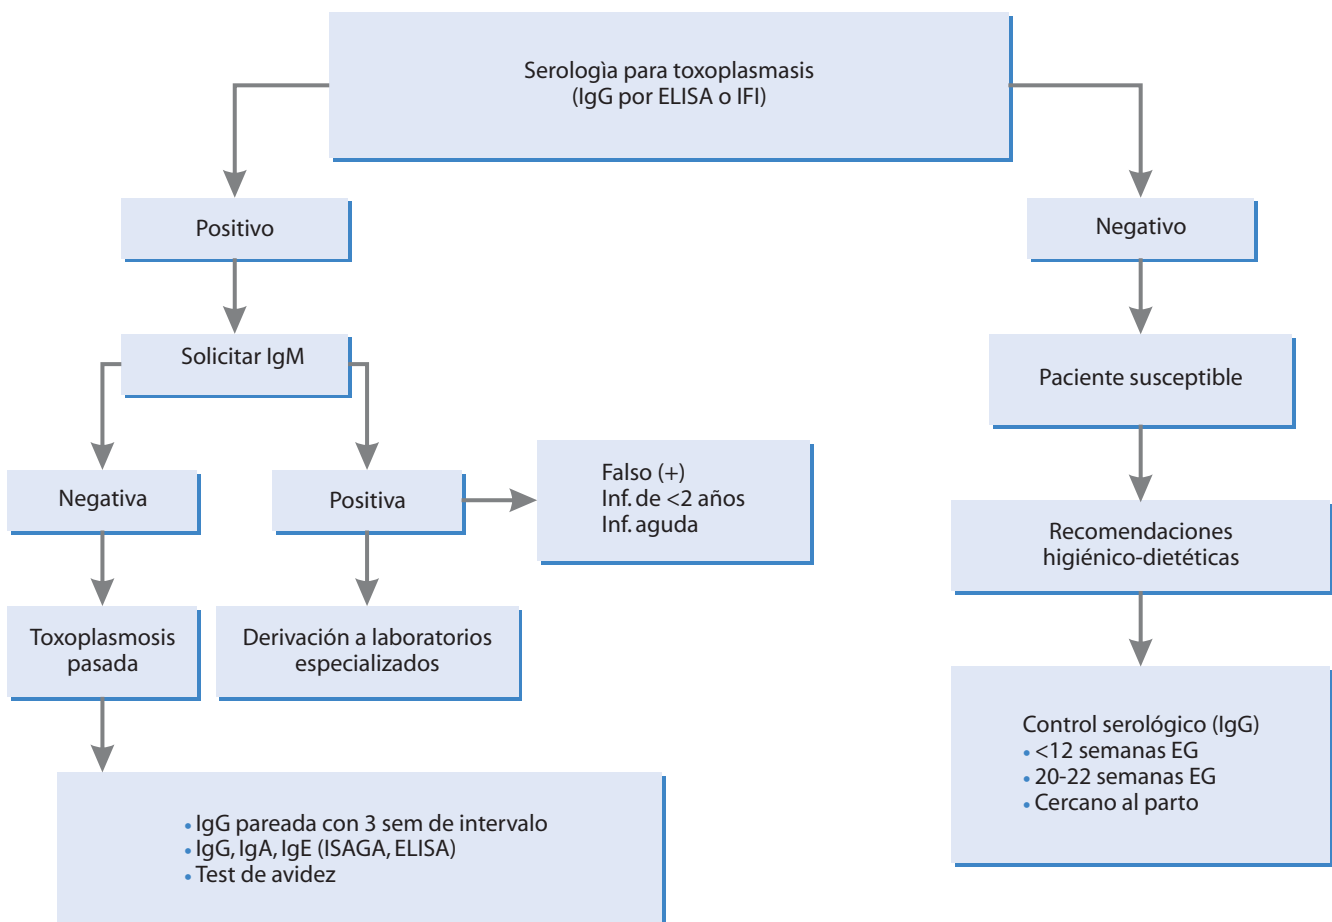 Serologìa para toxoplasmasis
(IgG por ELISA o IFI)
Positivo
Negativo
Solicitar IgM
Paciente susceptible
Negativa
Positiva
Falso (+)
Inf. de <2 años
Inf. aguda
Recomendaciones
higiénico-dietéticas
Toxoplasmosis
pasada
Derivación a laboratorios
especializados
Control serológico (IgG)
• <12 semanas EG
• 20-22 semanas EG
• Cercano al parto
• IgG pareada con 3 sem de intervalo
• IgG, IgA, IgE (ISAGA, ELISA)
• Test de avidez